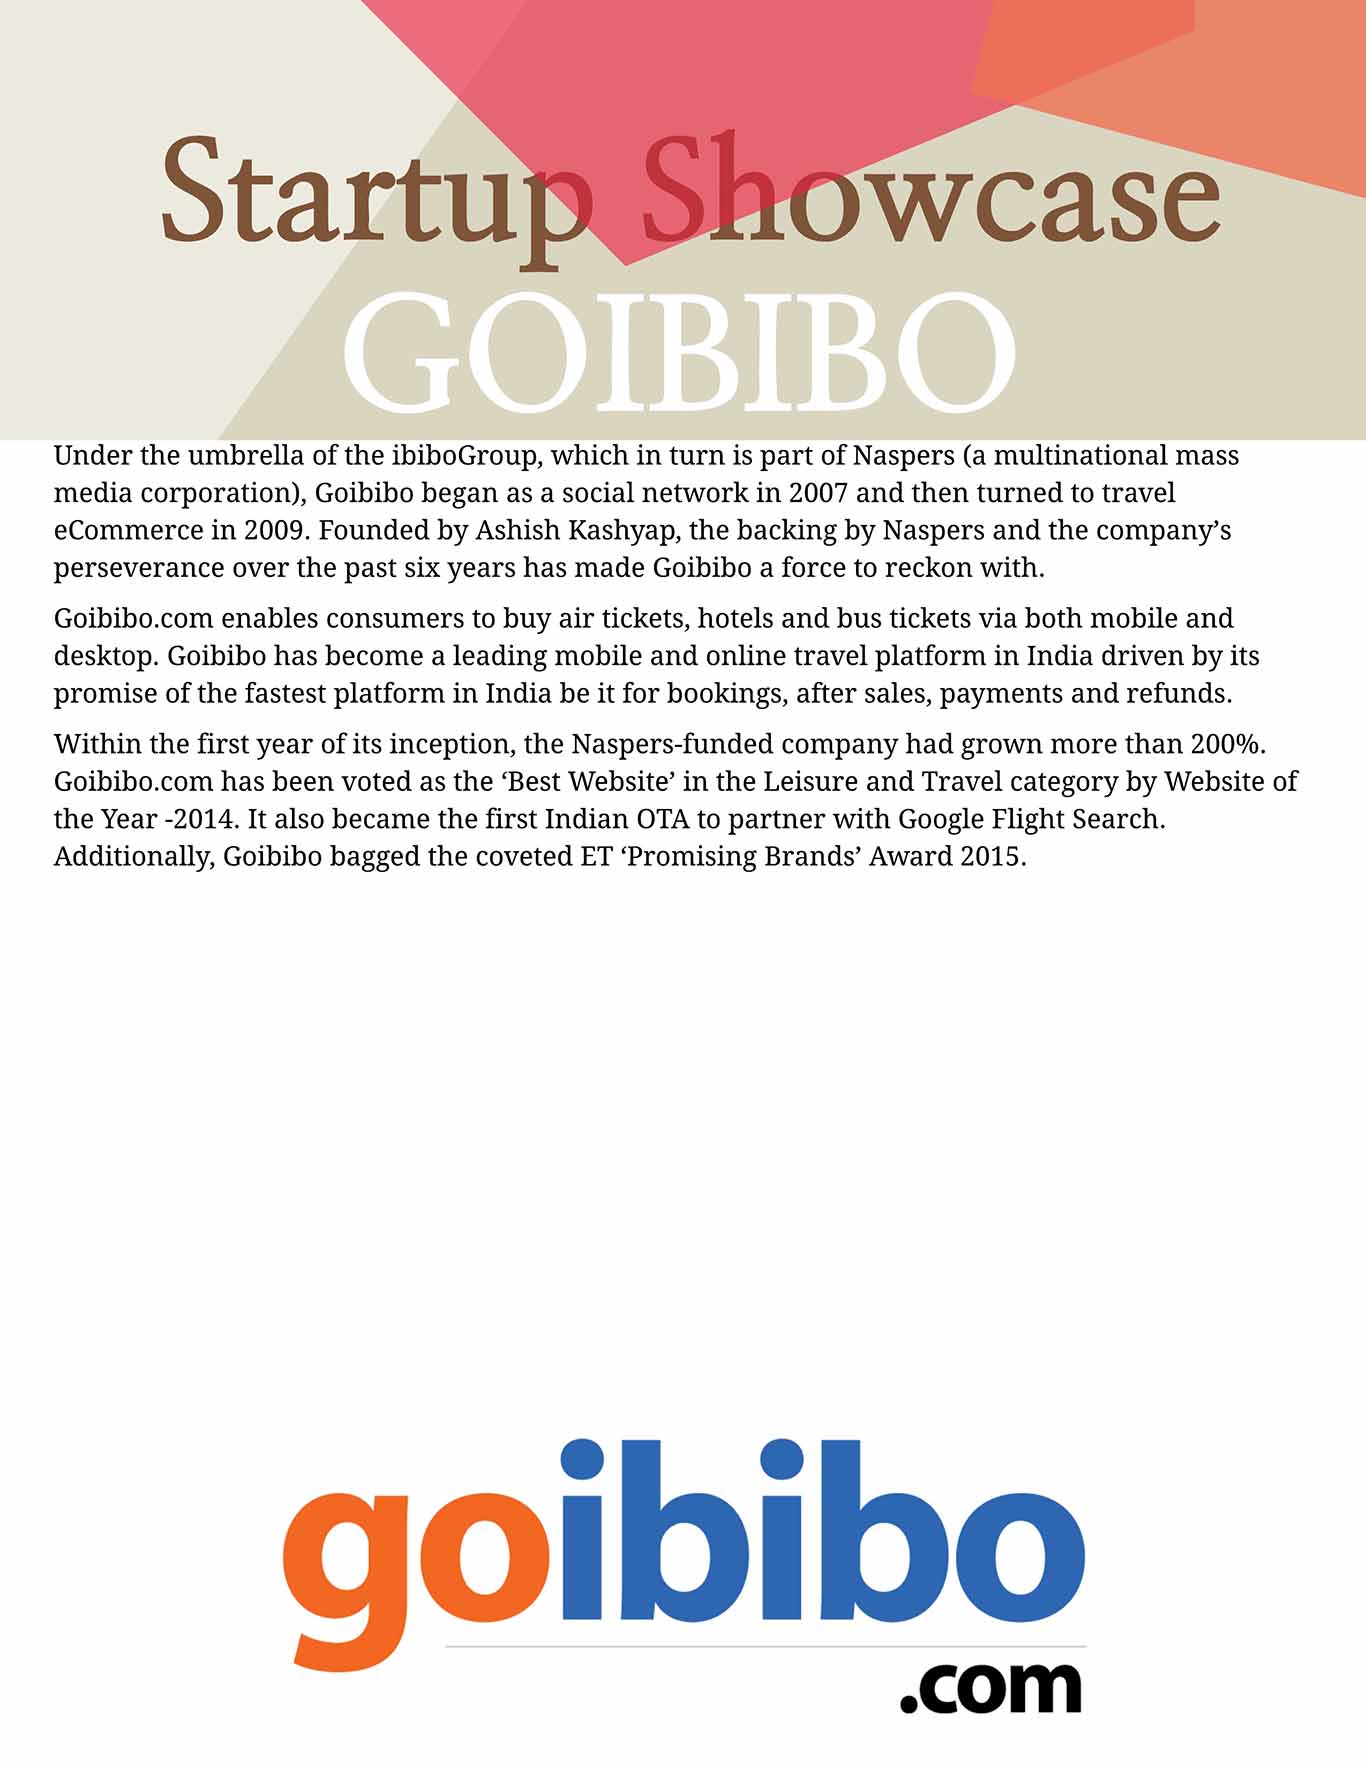 Startup Showcase
GOIBIBO
Under the umbrella of the ibiboGroup, which in turn is part of Naspers (a multinational mass
media corporation), Goibibo began as a social network in 2007 and then turned to travel
eCommerce in 2009. Founded by Ashish Kashyap, the backing by Naspers and the company’s
perseverance over the past six years has made Goibibo a force to reckon with.
Goibibo.com enables consumers to buy air tickets, hotels and bus tickets via both mobile and
desktop. Goibibo has become a leading mobile and online travel platform in India driven by its
promise of the fastest platform in India be it for bookings, after sales, payments and refunds.
Within the first year of its inception, the Naspers-funded company had grown more than 200%.
Goibibo.com has been voted as the ‘Best Website’ in the Leisure and Travel category by Website of
the Year -2014. It also became the first Indian OTA to partner with Google Flight Search.
Additionally, Goibibo bagged the coveted ET ‘Promising Brands’ Award 2015.
goibibo
.com